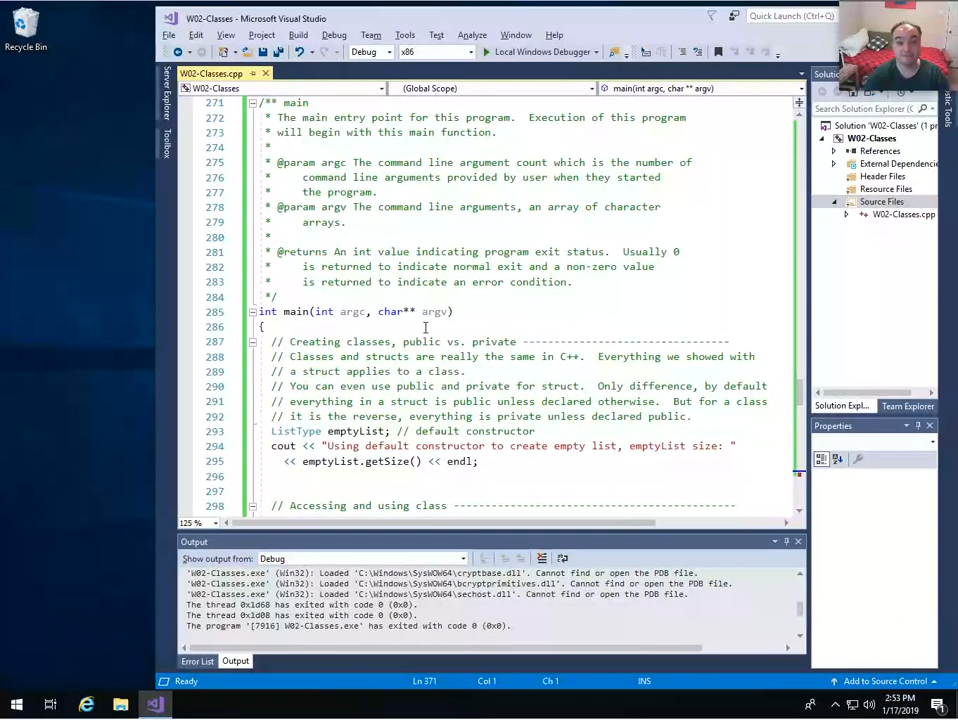 Recycle Bin
W02-Classes - Microsoft Visual Studio
Quick Launch (Ctrl+Q)
File Edit View Project Build Debug Team Tools Test Analyze Window Help
Debug x86 Local Windows Debugger
Server Explorer
Toolbox
W02-Classes.cpp
W02-Classes (Global Scope) main(int argc, char ** argv)
271 /** main
272 * The main entry point for this program.  Execution of this program
273 * will begin with this main function.
274 *
275 * @param argc The command line argument count which is the number of
276 * command line arguments provided by user when they started
277 * the program.
278 * @param argv The command line arguments, an array of character
279 * arrays.
280 *
281 * @returns An int value indicating program exit status.  Usually 0
282 * is returned to indicate normal exit and a non-zero value
283 * is returned to indicate an error condition.
284 */
285 int main(int argc, char** argv)
286 {
287 // Creating classes, public vs. private ---------------------------------
288 // Classes and structs are really the same in C++.  Everything we showed with
289 // a struct applies to a class.
290 // You can even use public and private for struct.  Only difference, by default
291 // everything in a struct is public unless declared otherwise.  But for a class
292 // it is the reverse, everything is private unless declared public.
293 ListType emptyList; // default constructor
294 cout << "Using default constructor to create empty list, emptyList size: "
295 << emptyList.getSize() << endl;
296
297
298 // Accessing and using class ---------------------------------------------
125 %
Output
Show output from: Debug
'W02-Classes.exe' (Win32): Loaded 'C:\Windows\SysWOW64\cryptbase.dll'. Cannot find or open the PDB file.
'W02-Classes.exe' (Win32): Loaded 'C:\Windows\SysWOW64\bcryptprimitives.dll'. Cannot find or open the PDB file.
'W02-Classes.exe' (Win32): Loaded 'C:\Windows\SysWOW64\sechost.dll'. Cannot find or open the PDB file.
The thread 0x1d68 has exited with code 0 (0x0).
The thread 0x1d08 has exited with code 0 (0x0).
The program '[7916] W02-Classes.exe' has exited with code 0 (0x0).
Error List Output
Solution
Search Solution Explorer (
Solution 'W02-Classes' (1 pr
W02-Classes
References
External Dependencie
Header Files
Resource Files
Source Files
W02-Classes.cpp
Solution Expl... Team Explorer
Properties
Tools
Ready Ln 371 Col 1 Ch 1 INS Add to Source Control
2:53 PM
1/17/2019